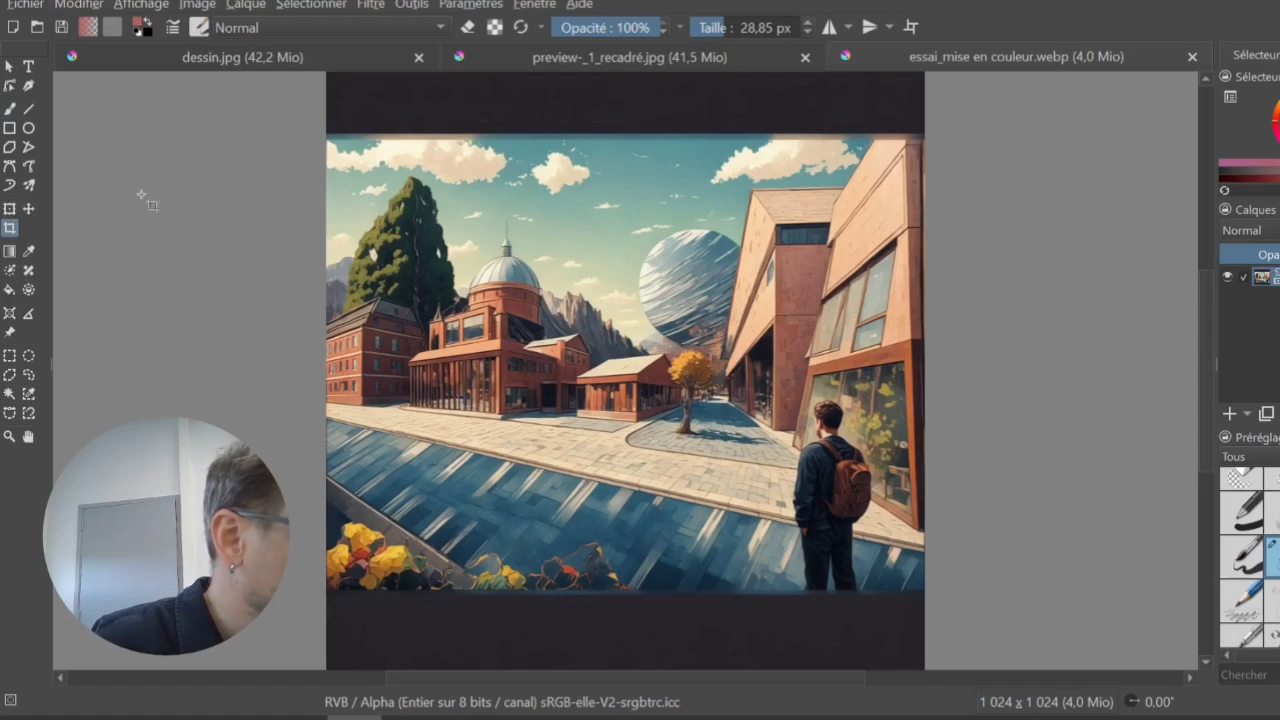 Fichier Modifier Affichage Image Calque Sélectionner Filtre Outils Paramètres Fenêtre Aide
Normal Opacité : 100% Taille : 28,85 px
dessin.jpg (42,2 Mio) preview-_1_recadré.jpg (41,5 Mio) essai_mise en couleur.webp (4,0 Mio)
Sélecteur
Sélecteur
Calques
Normal
Opa
Préréglag
Tous
Chercher
RVB / Alpha (Entier sur 8 bits / canal) sRGB-elle-V2-srgbtrc.icc 1 024 x 1 024 (4,0 Mio) 0.00°